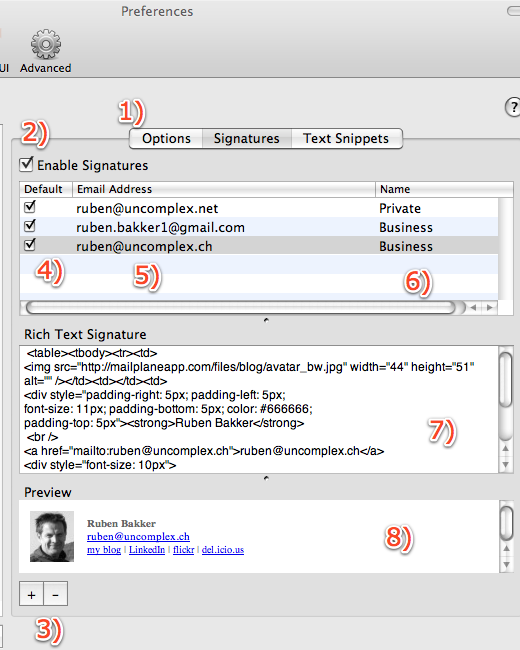 Preferences
UI Advanced
?
1)
2)
Options Signatures Text Snippets
Enable Signatures
Default Email Address Name
ruben@uncomplex.net Private
ruben.bakker1@gmail.com Business
ruben@uncomplex.ch Business
4) 5) 6)
Rich Text Signature
<table><tbody><tr><td>
<img src="http://mailplaneapp.com/files/blog/avatar_bw.jpg" width="44" height="51"
alt="" /></td><td></td><td>
<div style="padding-right: 5px; padding-left: 5px;
font-size: 11px; padding-bottom: 5px; color: #666666;
padding-top: 5px"><strong>Ruben Bakker</strong>
<br />
<a href="mailto:ruben@uncomplex.ch">ruben@uncomplex.ch</a>
<div style="font-size: 10px">
7)
Preview
Ruben Bakker
ruben@uncomplex.ch
my blog | LinkedIn | flickr | del.icio.us
8)
+ -
3)